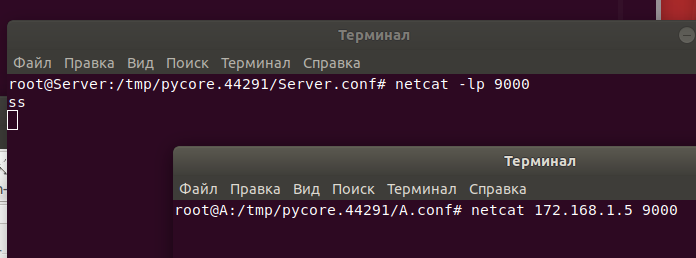 Терминал
Файл Правка Вид Поиск Терминал Справка
root@Server:/tmp/pycore.44291/Server.conf# netcat -lp 9000
ss
Терминал
Файл Правка Вид Поиск Терминал Справка
root@A:/tmp/pycore.44291/A.conf# netcat 172.168.1.5 9000